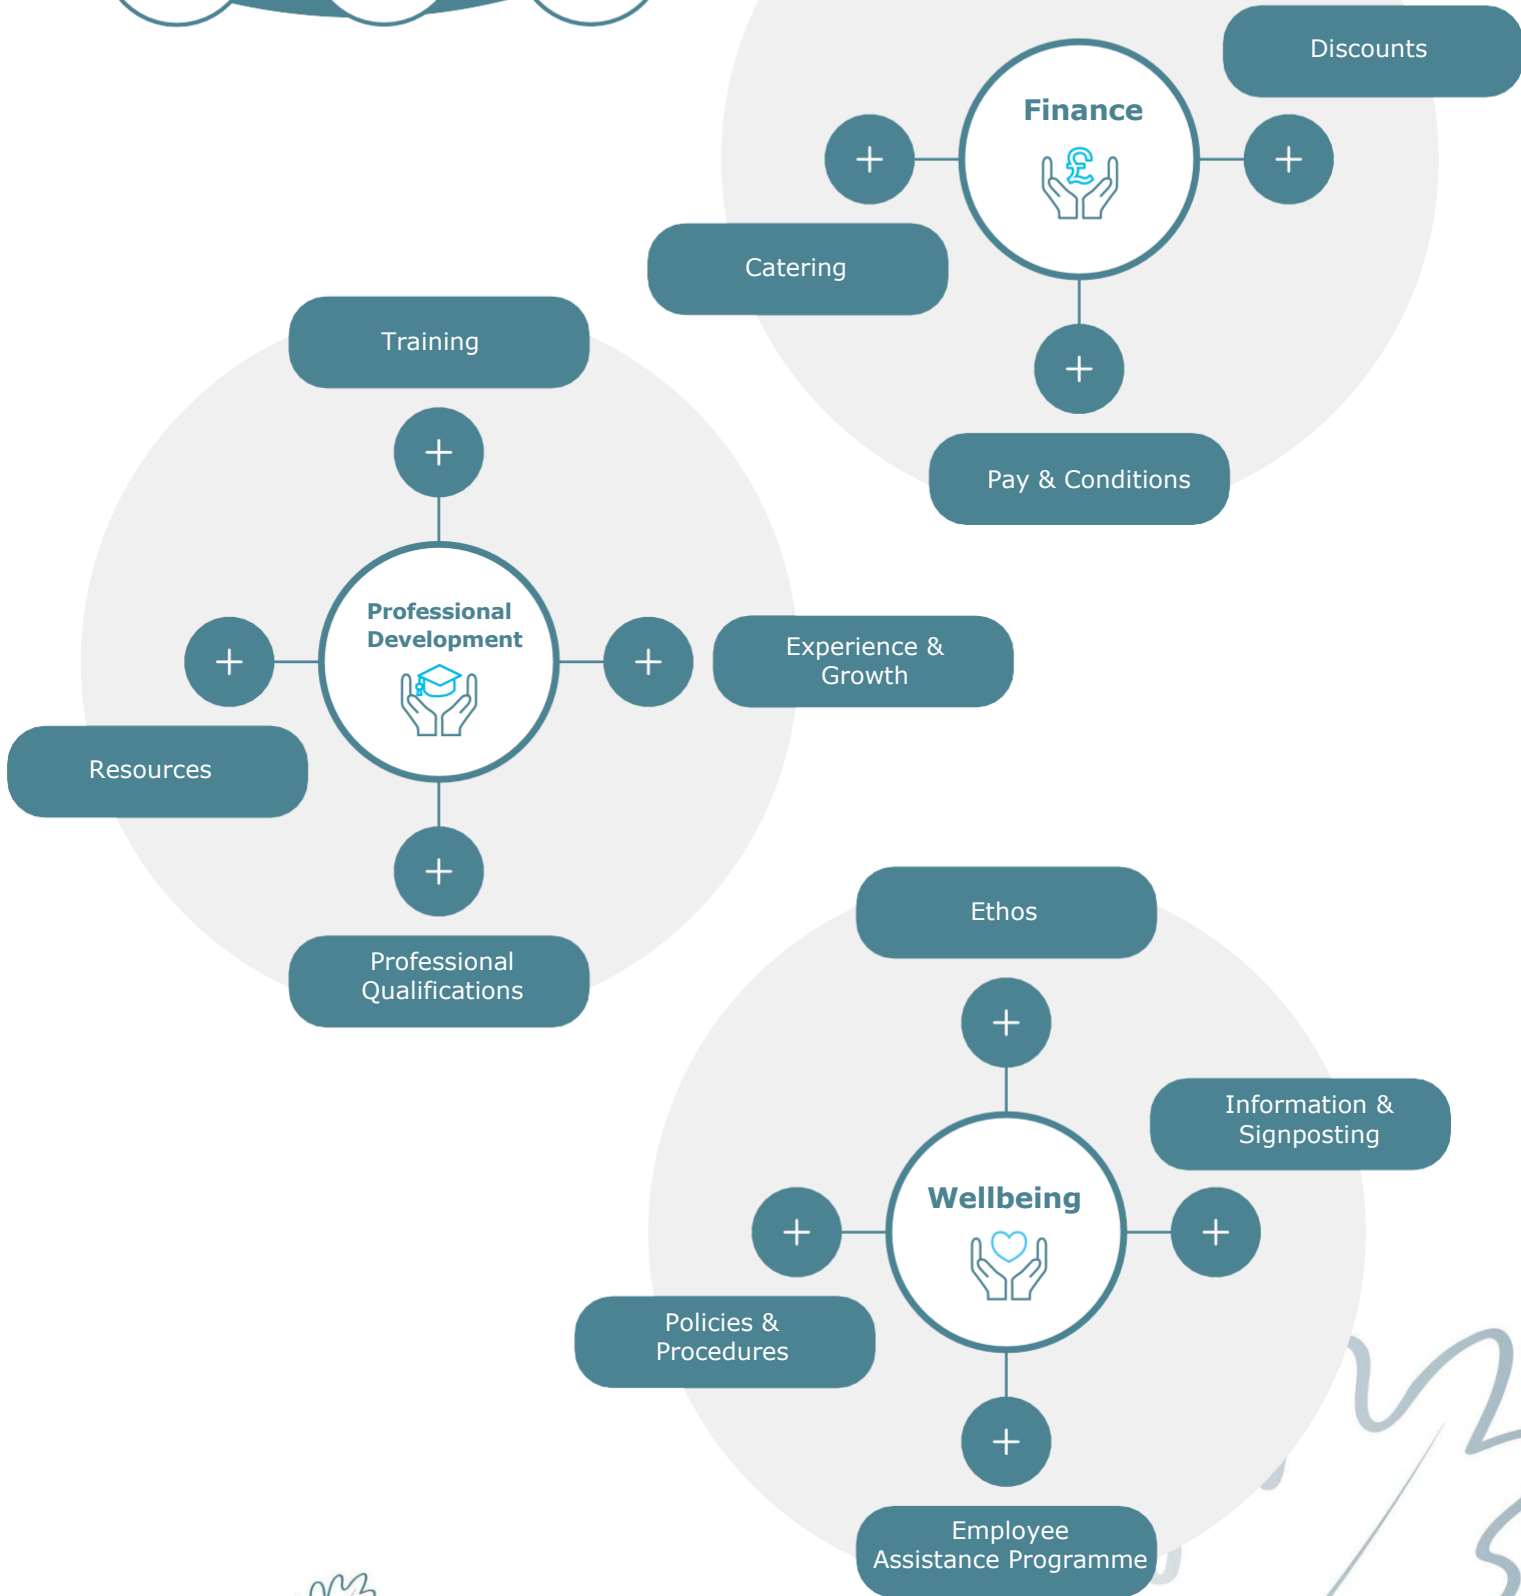 Discounts
Finance
Catering
Pay & Conditions
Training
Professional
Development
Experience &
Growth
Resources
Professional
Qualifications
Ethos
Information &
Signposting
Wellbeing
Policies &
Procedures
Employee
Assistance Programme